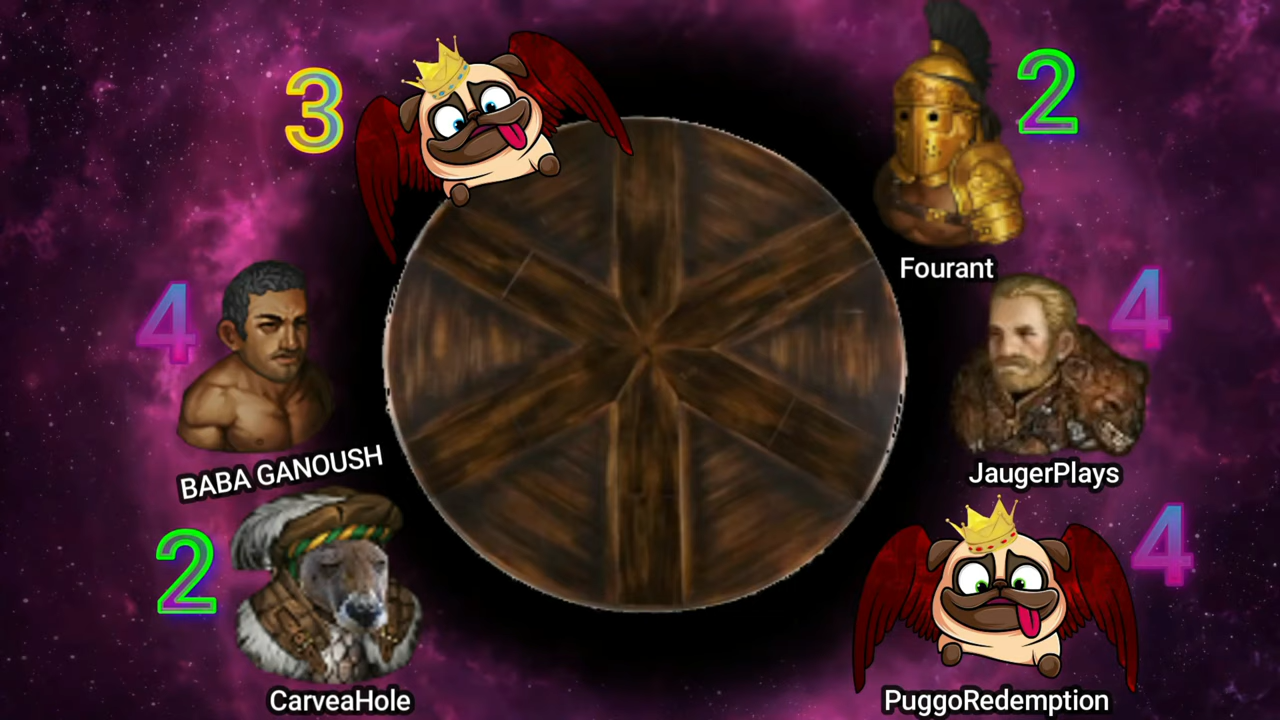 3
2
Fourant
4
4
BABA GANOUSH
JaugerPlays
2
4
CarveaHole
PuggoRedemption